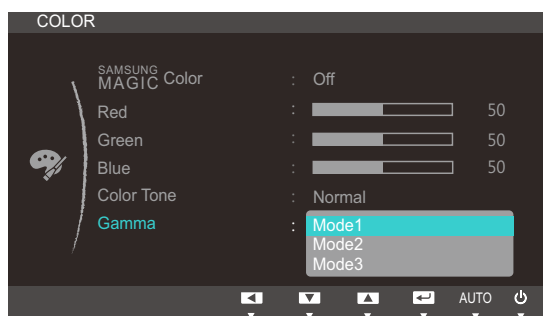 COLOR
SAMSUNG MAGIC Color : Off
Red : 50
Green : 50
Blue : 50
Color Tone : Normal
Gamma : Mode1
Mode2
Mode3
AUTO